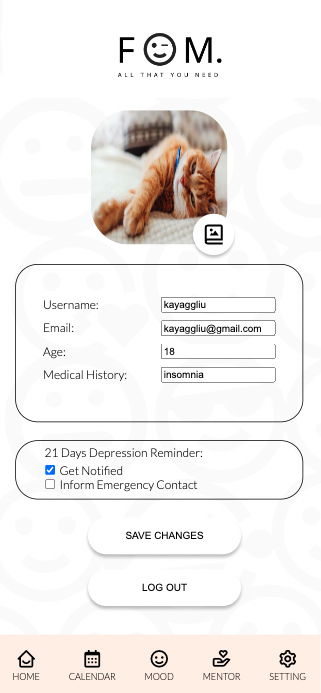 FOM.
ALL THAT YOU NEED
Username: kayaggliu
Email: kayaggliu@gmail.com
Age: 18
Medical History: insomnia
21 Days Depression Reminder:
Get Notified
Inform Emergency Contact
SAVE CHANGES
LOG OUT
HOME CALENDAR MOOD MENTOR SETTING